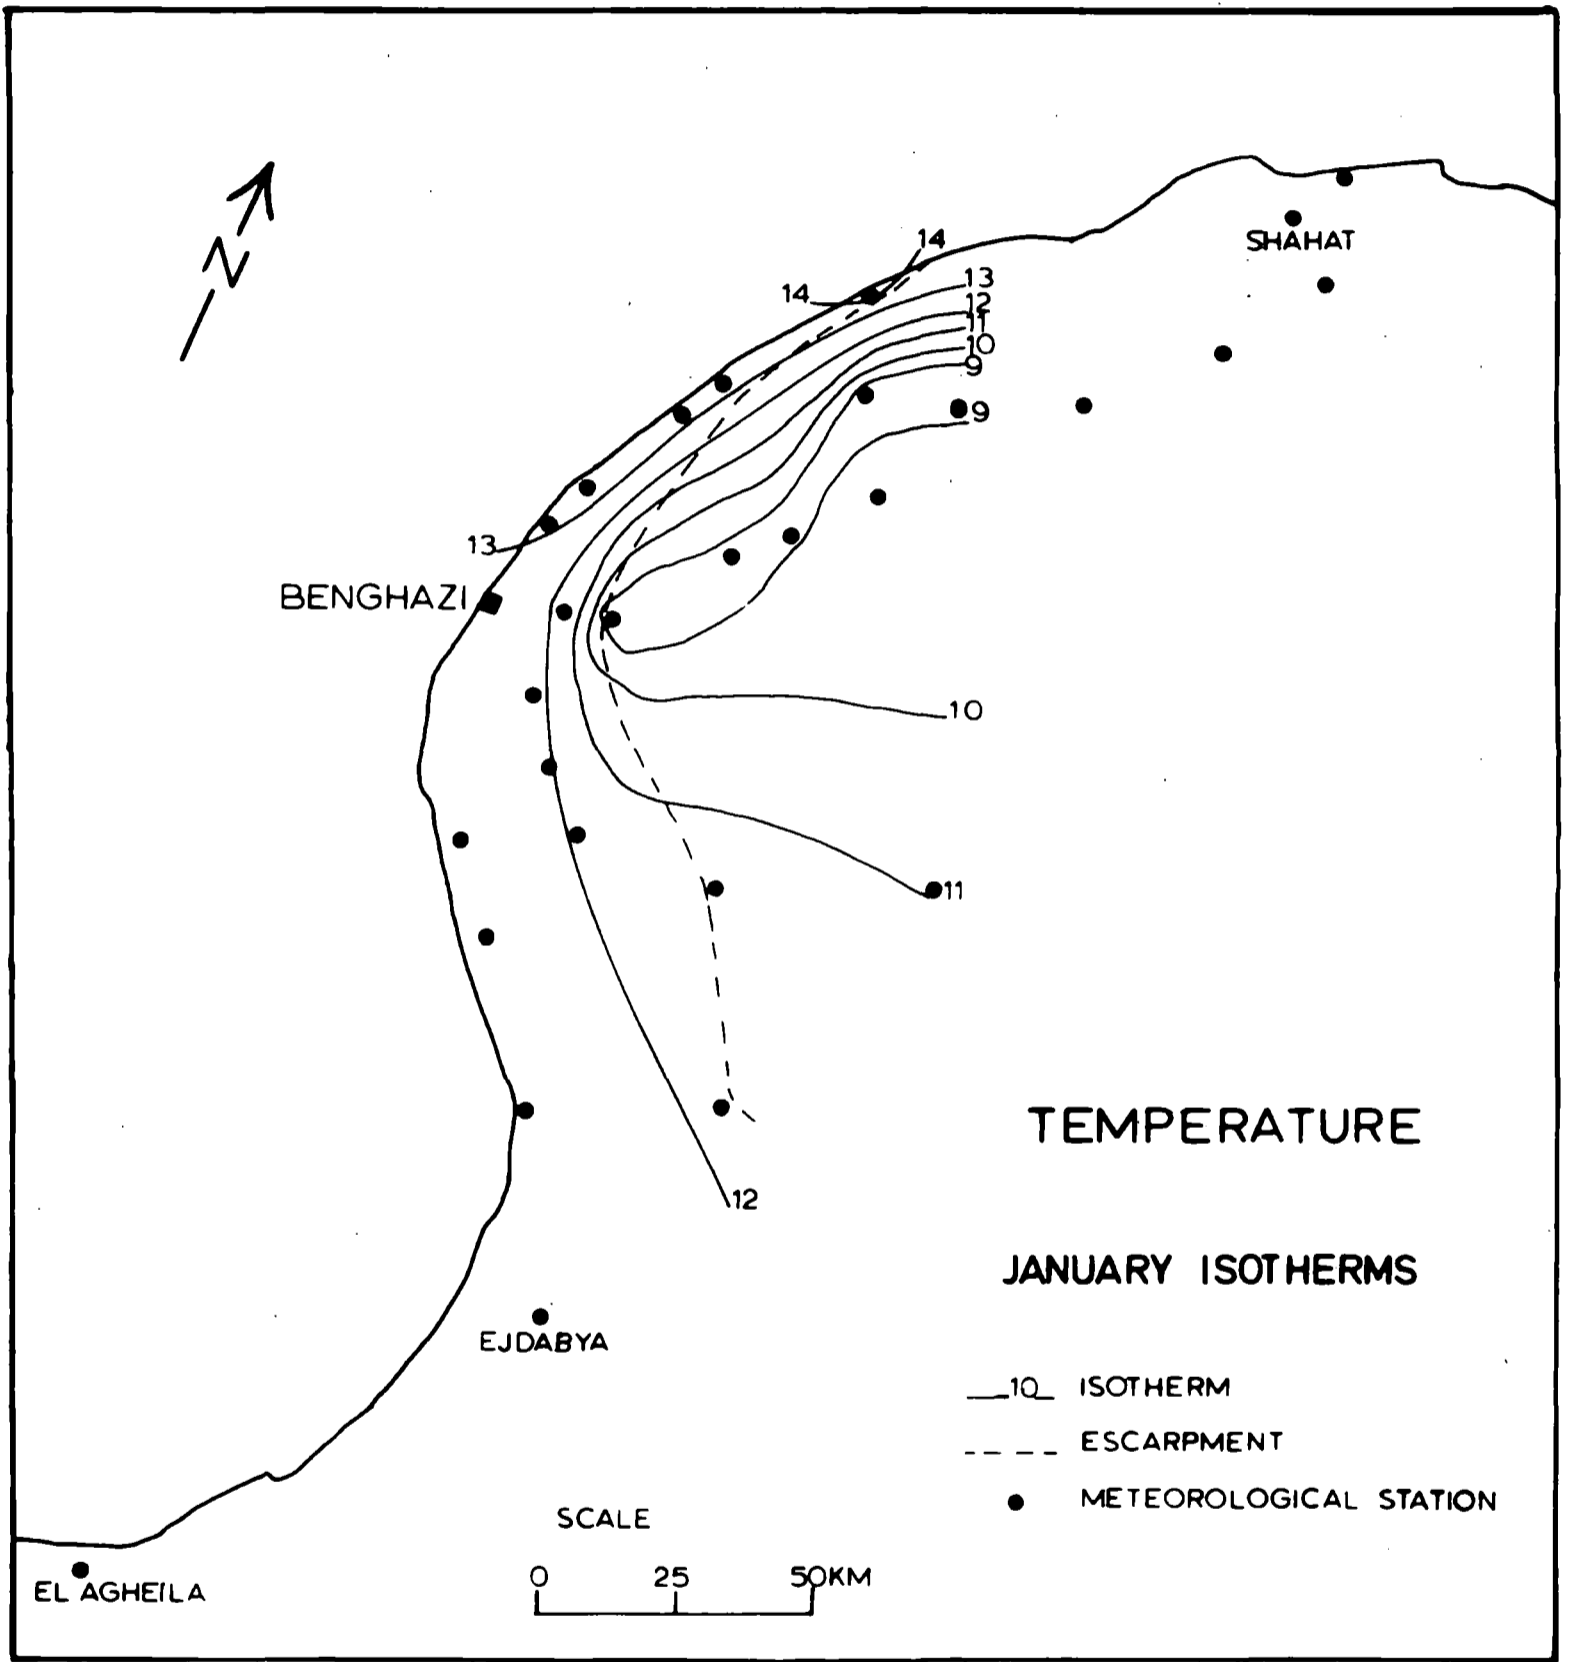 N
14
14
13
12
11
10
9
9
SHAHAT
13
BENGHAZI
10
11
12
TEMPERATURE
JANUARY ISOTHERMS
10 ISOTHERM
ESCARPMENT
METEOROLOGICAL STATION
EJDABYA
SCALE
0 25 50KM
EL AGHEILA